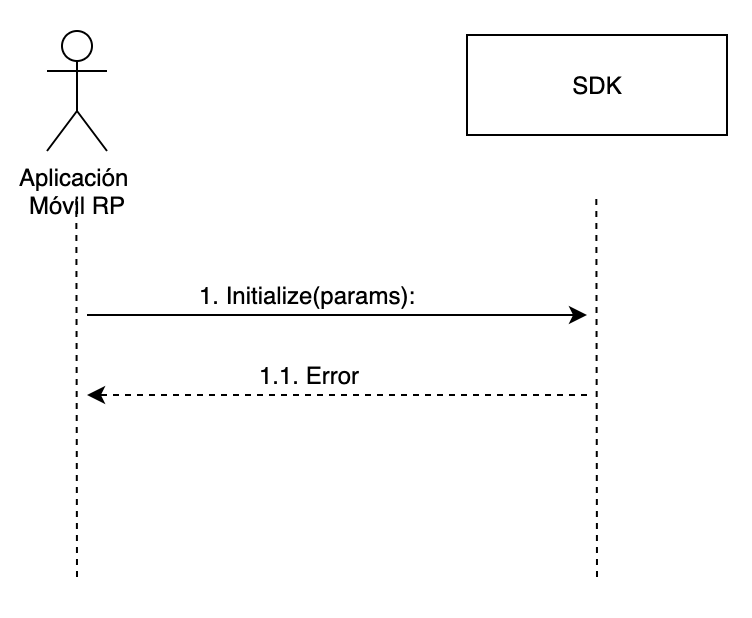 SDK
Aplicación
Móvil RP
1. Initialize(params):
1.1. Error